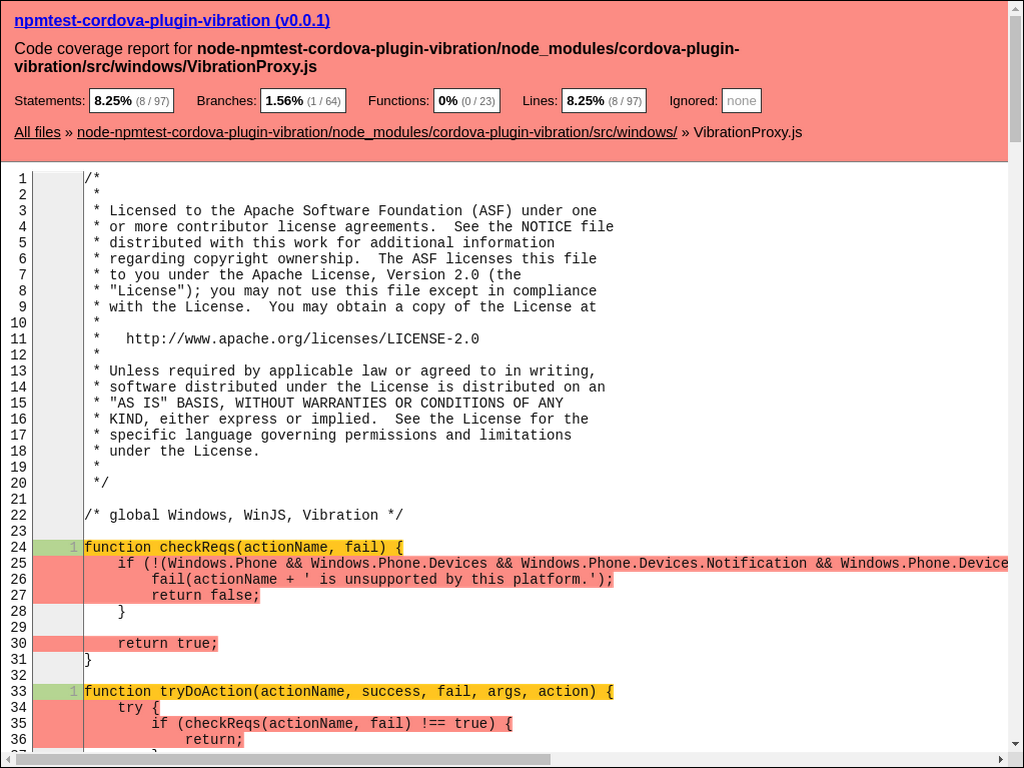 npmtest-cordova-plugin-vibration (v0.0.1)
Code coverage report for node-npmtest-cordova-plugin-vibration/node_modules/cordova-plugin-
vibration/src/windows/VibrationProxy.js
Statements: 8.25% (8 / 97) Branches: 1.56% (1 / 64) Functions: 0% (0 / 23) Lines: 8.25% (8 / 97) Ignored: none
All files » node-npmtest-cordova-plugin-vibration/node_modules/cordova-plugin-vibration/src/windows/ » VibrationProxy.js
1 /*
2 *
3 * Licensed to the Apache Software Foundation (ASF) under one
4 * or more contributor license agreements.  See the NOTICE file
5 * distributed with this work for additional information
6 * regarding copyright ownership.  The ASF licenses this file
7 * to you under the Apache License, Version 2.0 (the
8 * "License"); you may not use this file except in compliance
9 * with the License.  You may obtain a copy of the License at
10 *
11 *   http://www.apache.org/licenses/LICENSE-2.0
12 *
13 * Unless required by applicable law or agreed to in writing,
14 * software distributed under the License is distributed on an
15 * "AS IS" BASIS, WITHOUT WARRANTIES OR CONDITIONS OF ANY
16 * KIND, either express or implied.  See the License for the
17 * specific language governing permissions and limitations
18 * under the License.
19 *
20 */
21
22 /* global Windows, WinJS, Vibration */
23
24 1 function checkReqs(actionName, fail) {
25     if (!(Windows.Phone && Windows.Phone.Devices && Windows.Phone.Devices.Notification && Windows.Phone.Device
26         fail(actionName + ' is unsupported by this platform.');
27         return false;
28     }
29
30     return true;
31 }
32
33 1 function tryDoAction(actionName, success, fail, args, action) {
34     try {
35         if (checkReqs(actionName, fail) !== true) {
36             return;